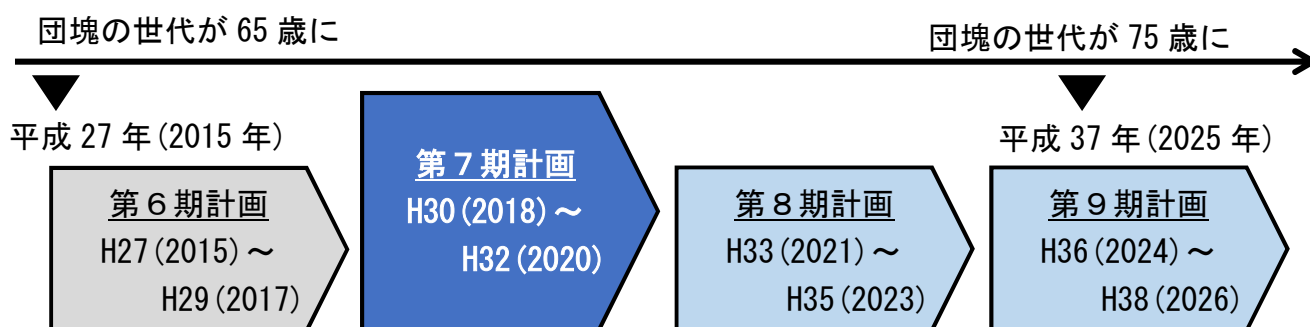 団塊の世代が 65 歳に
団塊の世代が 75 歳に
平成 27 年(2015 年)
平成 37 年(2025 年)
第６期計画
H27(2015)～
H29(2017)
第７期計画
H30(2018)～
H32(2020)
第８期計画
H33(2021)～
H35(2023)
第９期計画
H36(2024)～
H38(2026)